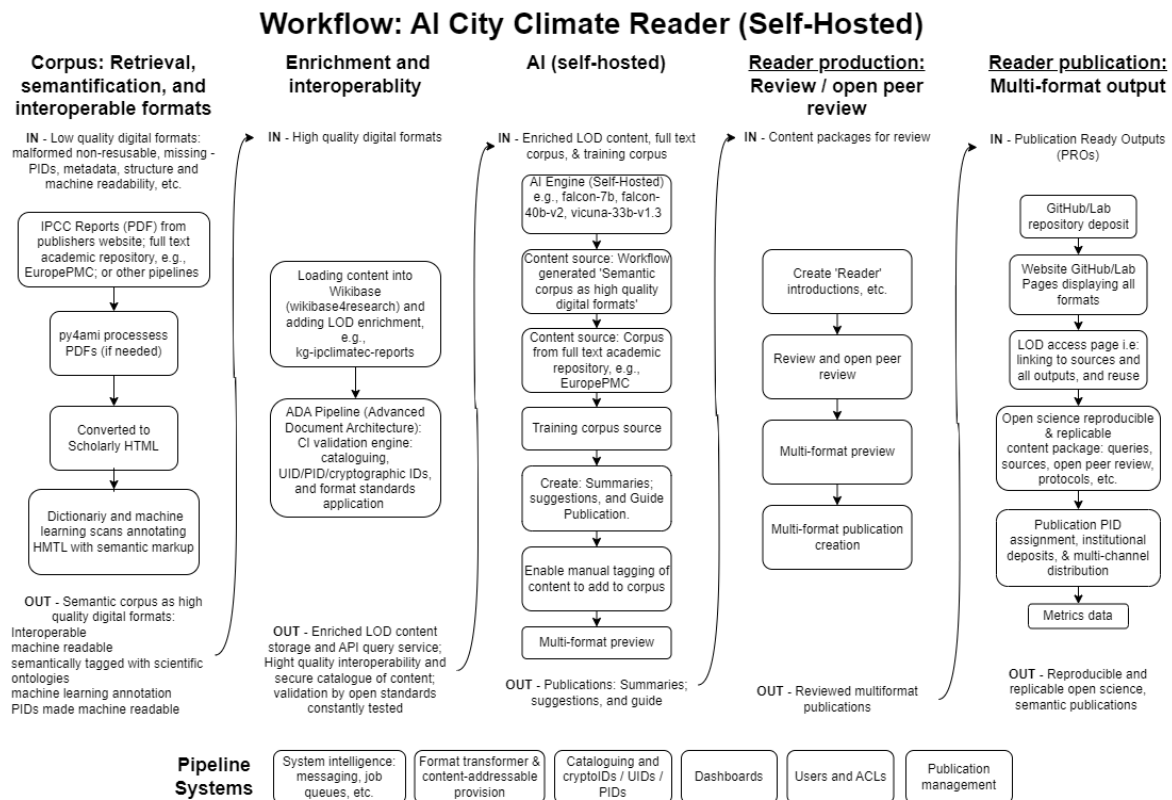 Workflow: AI City Climate Reader (Self-Hosted)
Corpus: Retrieval,
semantification, and
interoperable formats
IN - Low quality digital formats:
malformed non-resusable, missing -
PIDs, metadata, structure and
machine readability, etc.
IPCC Reports (PDF) from
publishers website; full text
academic repository, e.g.,
EuropePMC; or other pipelines
py4ami processess
PDFs (if needed)
Converted to
Scholarly HTML
Dictionariy and machine
learning scans annotating
HMTL with semantic markup
OUT - Semantic corpus as high
quality digital formats:
Interoperable
machine readable
semantically tagged with scientific
ontologies
machine learning annotation
PIDs made machine readable
Enrichment and
interoperablity
IN - High quality digital formats
Loading content into
Wikibase
(wikibase4research) and
adding LOD enrichment,
e.g.,
kg-ipclimatec-reports
ADA Pipeline (Advanced
Document Architecture):
CI validation engine:
cataloguing,
UID/PID/cryptographic IDs,
and format standards
application
OUT - Enriched LOD content
storage and API query service;
Hight quality interoperability and
secure catalogue of content;
validation by open standards
constantly tested
AI (self-hosted)
IN - Enriched LOD content, full text
corpus, & training corpus
AI Engine (Self-Hosted)
e.g., falcon-7b, falcon-
40b-v2, vicuna-33b-v1.3
Content source: Workflow
generated 'Semantic
corpus as high quality
digital formats'
Content source: Corpus
from full text academic
repository, e.g.,
EuropePMC
Training corpus source
Create: Summaries;
suggestions, and Guide
Publication.
Enable manual tagging of
content to add to corpus
Multi-format preview
OUT - Publications: Summaries;
suggestions, and guide
Reader production:
Review / open peer
review
IN - Content packages for review
Create 'Reader'
introductions, etc.
Review and open peer
review
Multi-format preview
Multi-format publication
creation
OUT - Reviewed multiformat
publications
Reader publication:
Multi-format output
IN - Publication Ready Outputs
(PROs)
GitHub/Lab
repository deposit
Website GitHub/Lab
Pages displaying all
formats
LOD access page i.e:
linking to sources and
all outputs, and reuse
Open science reproducible
& replicable
content package: queries,
sources, open peer review,
protocols, etc.
Publication PID
assignment, institutional
deposits, & multi-channel
distribution
Metrics data
OUT - Reproducible and
replicable open science,
semantic publications
Pipeline
Systems
System intelligence:
messaging, job
queues, etc.
Format transformer &
content-addressable
provision
Cataloguing and
cryptoIDs / UIDs /
PIDs
Dashboards
Users and ACLs
Publication
management